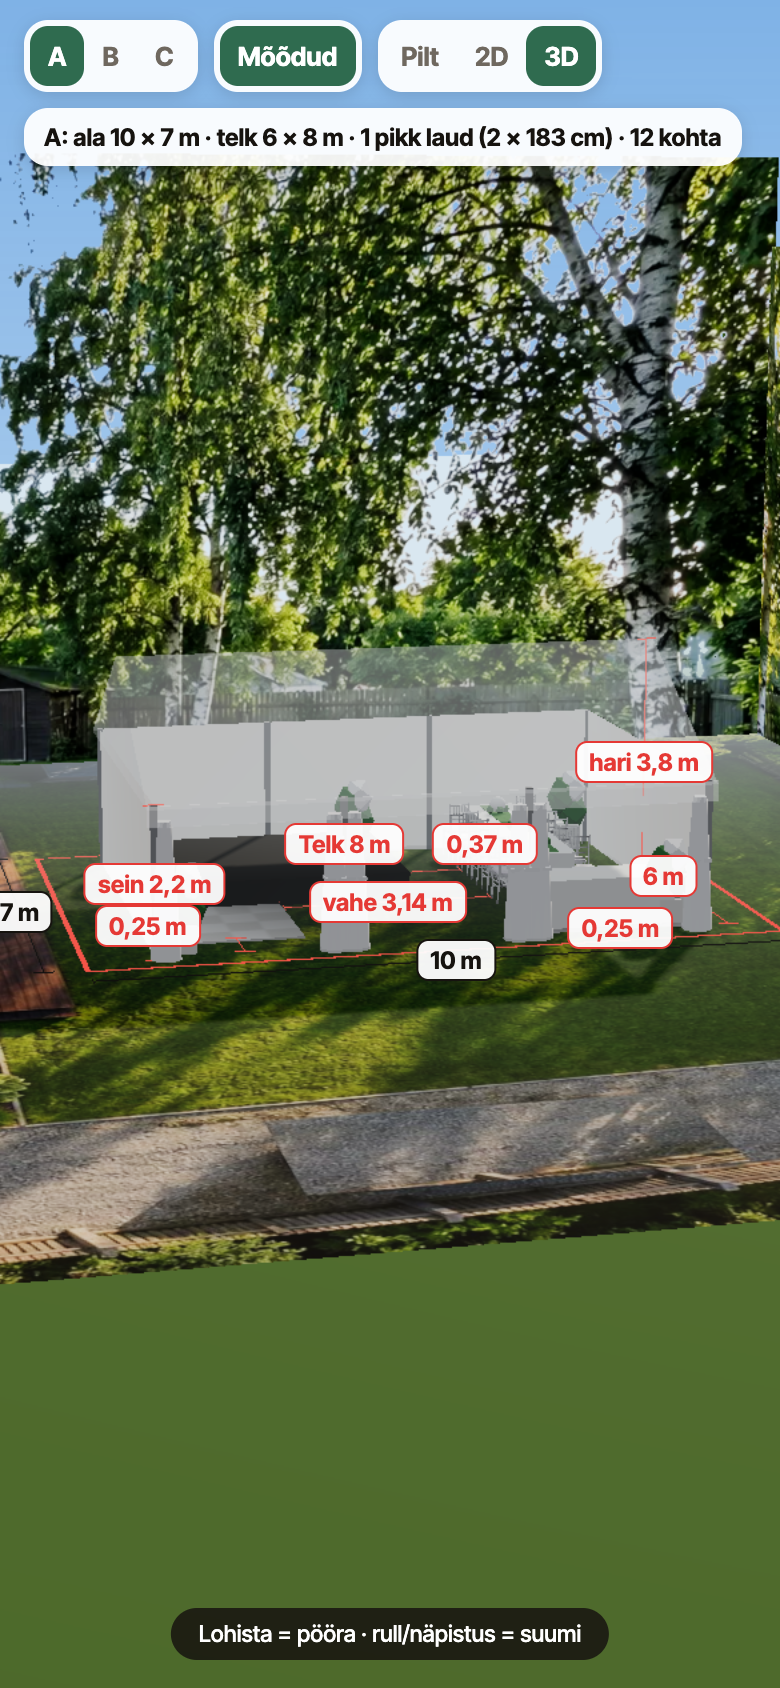 A B C Mõõdud Pilt 2D 3D
A: ala 10 × 7 m · telk 6 × 8 m · 1 pikk laud (2 × 183 cm) · 12 kohta
hari 3,8 m
Telk 8 m 0,37 m
sein 2,2 m 6 m
7 m vahe 3,14 m
0,25 m 0,25 m
10 m
Lohista = pööra · rull/näpistus = suumi